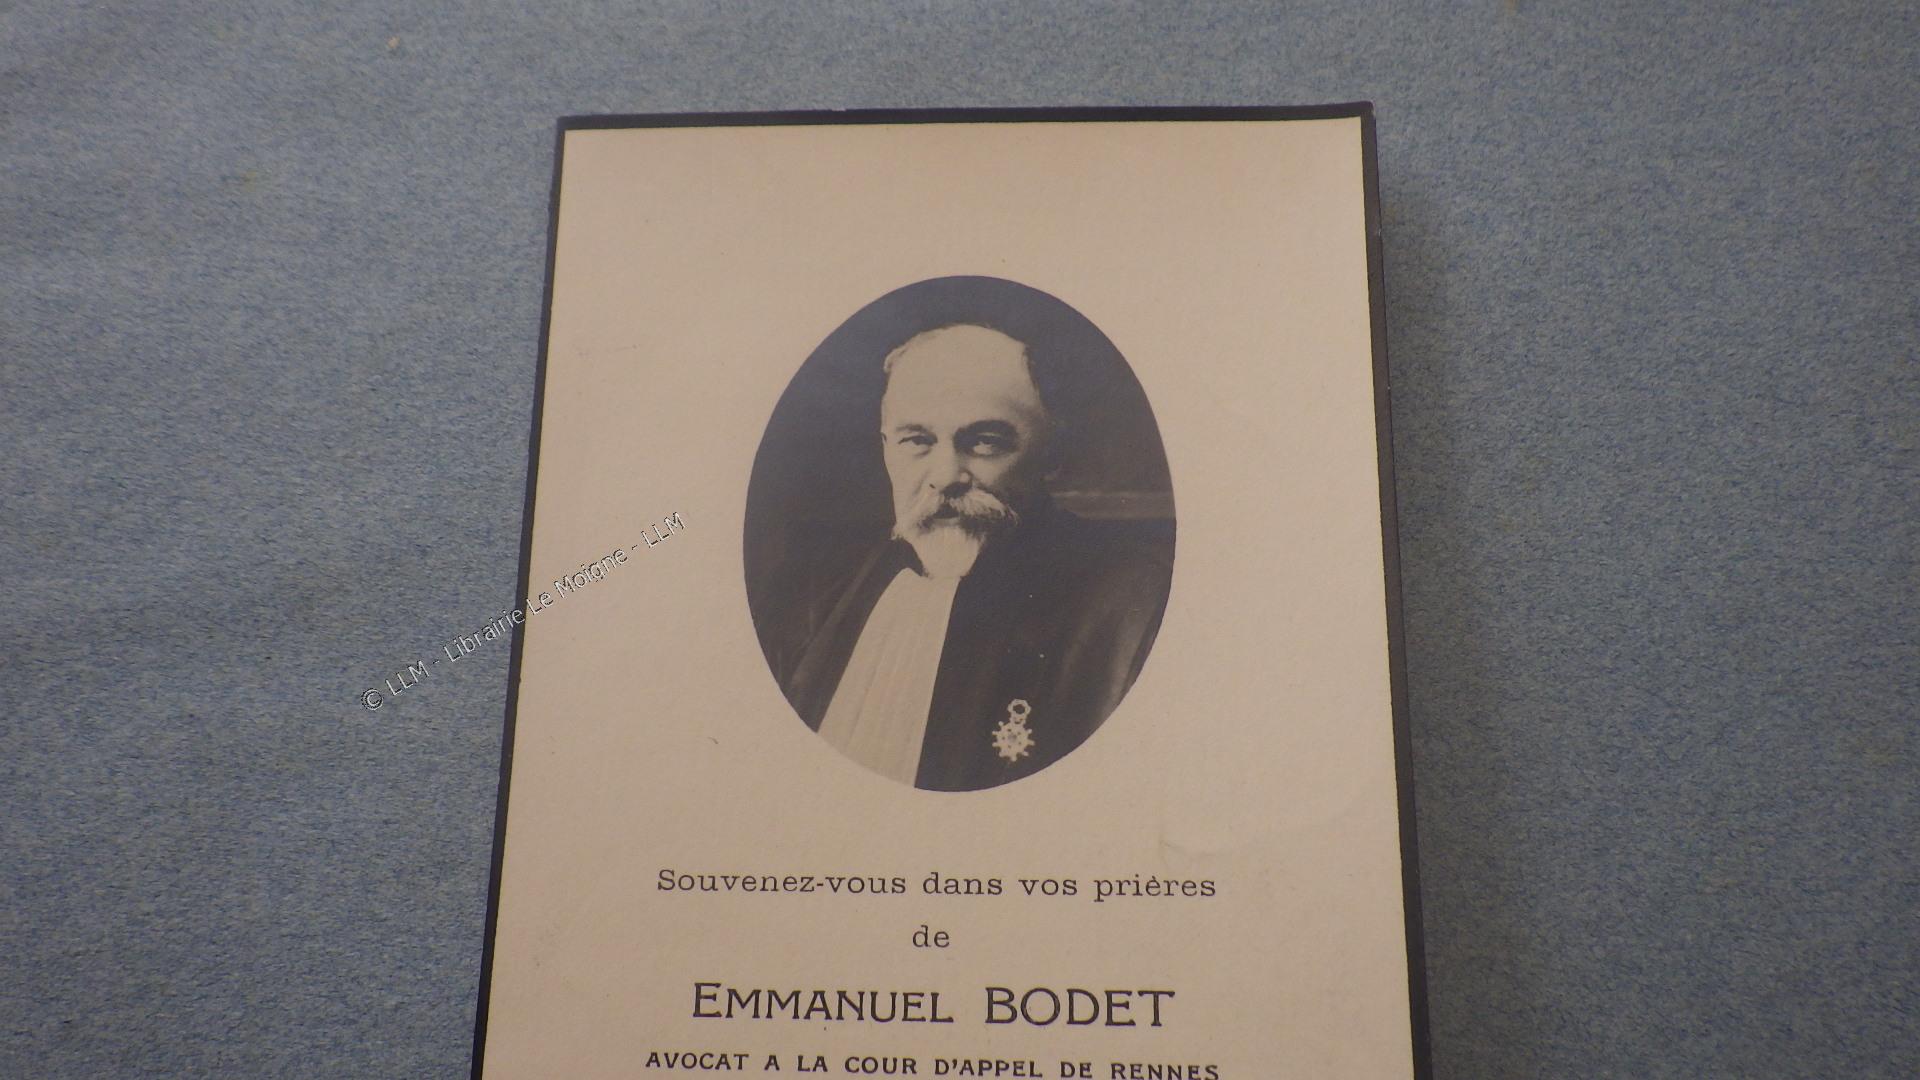 © LLM - Librairie Le Moigne - LLM
Souvenez-vous dans vos prières
de
EMMANUEL BODET
AVOCAT A LA COUR D'APPEL DE RENNES